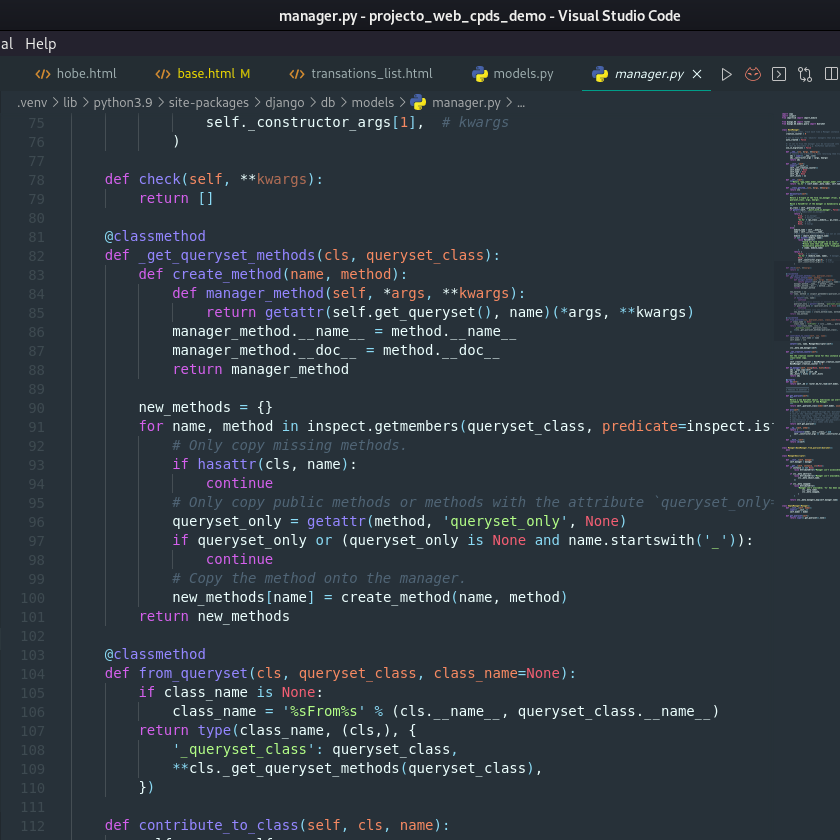 manager.py - projecto_web_cpds_demo - Visual Studio Code
al Help
hobe.html base.html M transations_list.html models.py manager.py
.venv > lib > python3.9 > site-packages > django > db > models > manager.py > ...
75 self._constructor_args[1],  # kwargs
76 )
77
78 def check(self, **kwargs):
79 return []
80
81 @classmethod
82 def _get_queryset_methods(cls, queryset_class):
83 def create_method(name, method):
84 def manager_method(self, *args, **kwargs):
85 return getattr(self.get_queryset(), name)(*args, **kwargs)
86 manager_method.__name__ = method.__name__
87 manager_method.__doc__ = method.__doc__
88 return manager_method
89
90 new_methods = {}
91 for name, method in inspect.getmembers(queryset_class, predicate=inspect.is
92 # Only copy missing methods.
93 if hasattr(cls, name):
94 continue
95 # Only copy public methods or methods with the attribute `queryset_only=
96 queryset_only = getattr(method, 'queryset_only', None)
97 if queryset_only or (queryset_only is None and name.startswith('_')):
98 continue
99 # Copy the method onto the manager.
100 new_methods[name] = create_method(name, method)
101 return new_methods
102
103 @classmethod
104 def from_queryset(cls, queryset_class, class_name=None):
105 if class_name is None:
106 class_name = '%sFrom%s' % (cls.__name__, queryset_class.__name__)
107 return type(class_name, (cls,), {
108 '_queryset_class': queryset_class,
109 **cls._get_queryset_methods(queryset_class),
110 })
111
112 def contribute_to_class(self, cls, name):